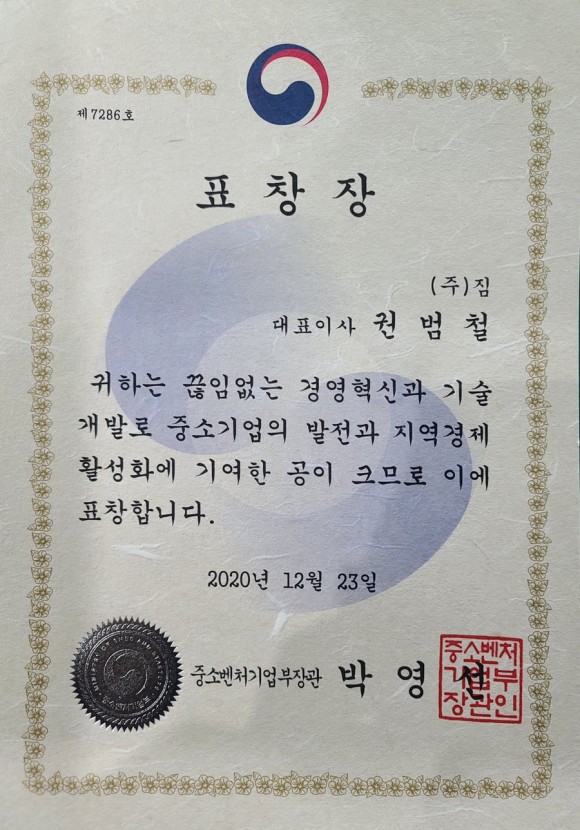 제 7286 호
표 창 장
(주)짐
대표이사 권 범 철
귀하는 끊임없는 경영혁신과 기술
개발로 중소기업의 발전과 지역경제
활성화에 기여한 공이 크므로 이에
표창합니다.
2020년 12월 23일
중소벤처기업부장관 박 영 선
중소벤처
기업부
장관인